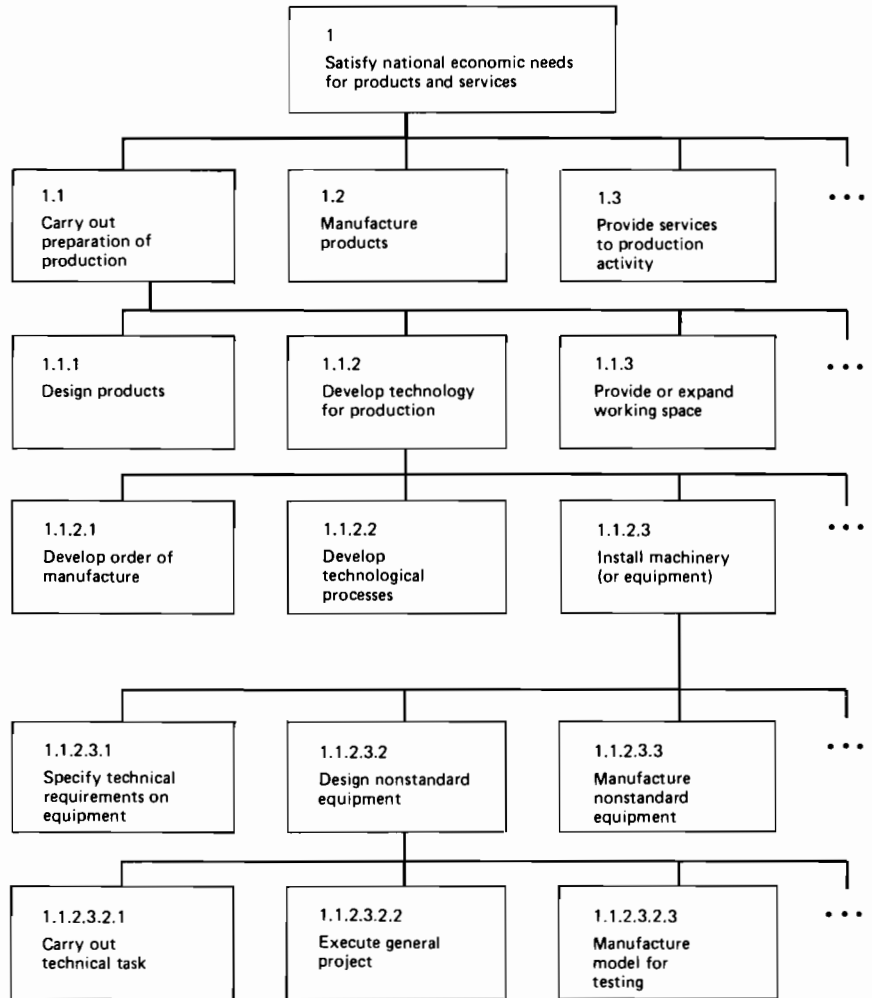 1
Satisfy national economic needs
for products and services
1.1
Carry out
preparation of
production
1.2
Manufacture
products
1.3
Provide services
to production
activity
...
1.1.1
Design products
1.1.2
Develop technology
for production
1.1.3
Provide or expand
working space
...
1.1.2.1
Develop order of
manufacture
1.1.2.2
Develop
technological
processes
1.1.2.3
Install machinery
(or equipment)
...
1.1.2.3.1
Specify technical
requirements on
equipment
1.1.2.3.2
Design nonstandard
equipment
1.1.2.3.3
Manufacture
nonstandard
equipment
...
1.1.2.3.2.1
Carry out
technical task
1.1.2.3.2.2
Execute general
project
1.1.2.3.2.3
Manufacture
model for
testing
...